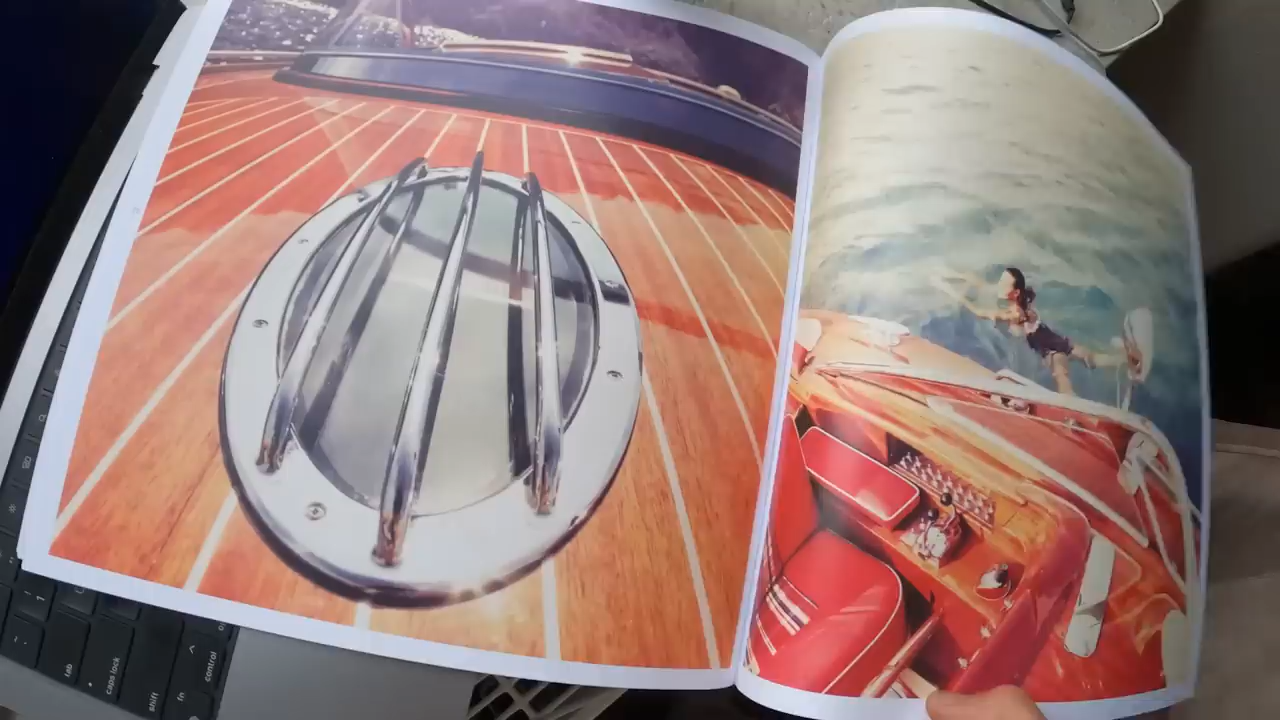 tab
caps lock
shift
fn
control